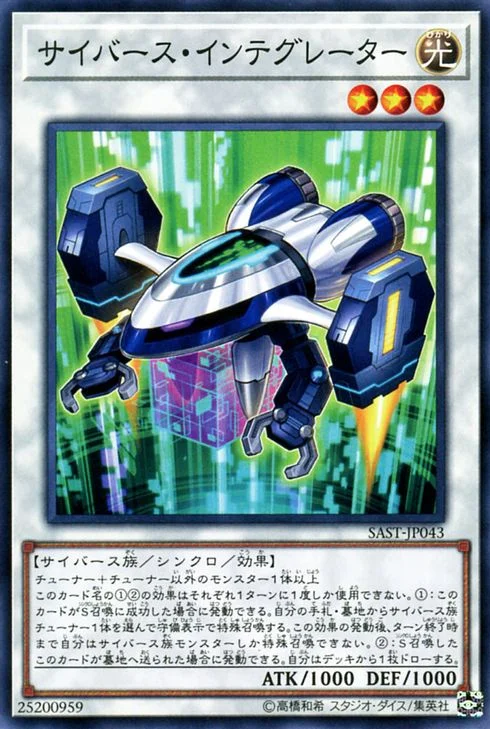 サイバース・インテグレーター
光
SAST-JP043
【サイバース族／シンクロ／効果】
チューナー＋チューナー以外のモンスター1体以上
このカード名の①②の効果はそれぞれ1ターンに1度しか使用できない。①：この
カードがS召喚に成功した場合に発動できる。自分の手札・墓地からサイバース族
チューナー1体を選んで守備表示で特殊召喚する。この効果の発動後、ターン終了時
まで自分はサイバース族モンスターしか特殊召喚できない。②：S召喚した
このカードが墓地へ送られた場合に発動できる。自分はデッキから1枚ドローする。
ATK/1000 DEF/1000
25200959
©高橋和希 スタジオ・ダイス/集英社